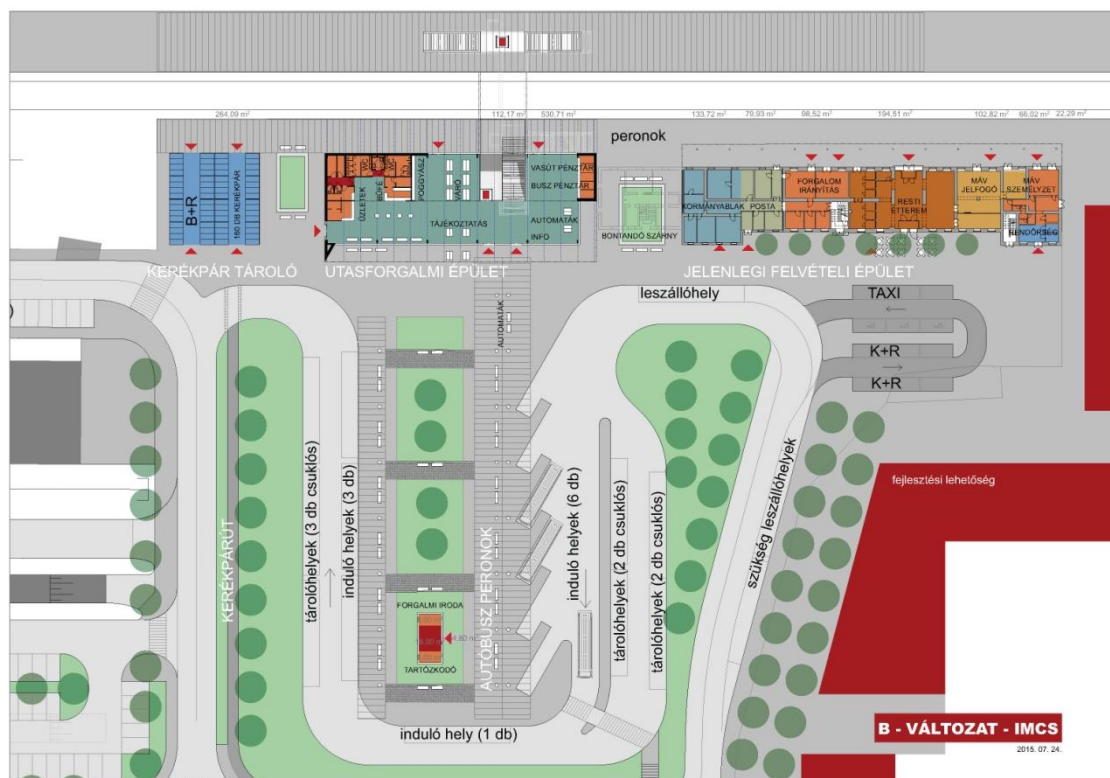 264,09 m²
112,17 m²
530,71 m²
133,72 m²
79,93 m²
98,52 m²
194,51 m²
102,82 m²
66,02 m²
22,29 m²
peronok
B+R
160 DB KERÉKPÁR
ÜZLETEK
WC
BÜFÉ
POGGYÁSZ
VÁRÓ
TÁJÉKOZTATÁS
VASÚT PÉNZTÁR
BUSZ PÉNZTÁR
AUTOMATÁK
INFO
BONTANDÓ SZÁRNY
KORMÁNYABLAK
POSTA
FORGALOM
IRÁNYÍTÁS
RESTI
ÉTTEREM
MÁV
JELFOGÓ
MÁV
SZEMÉLYZET
RENDŐRSÉG
KERÉKPÁR TÁROLÓ
UTASFORGALMI ÉPÜLET
JELENLEGI FELVÉTELI ÉPÜLET
leszállóhely
TAXI
K+R
K+R
AUTOMATÁK
KERÉKPÁRÚT
tárolóhelyek (3 db csuklós)
induló helyek (3 db)
AUTÓBUSZ PERONOK
induló helyek (6 db)
tárolóhelyek (2 db csuklós)
tárolóhelyek (2 db csuklós)
szükség leszállóhelyek
fejlesztési lehetőség
FORGALMI IRODA
TARTÓZKODÓ
induló hely (1 db)
B - VÁLTOZAT - IMCS
2015. 07. 24.